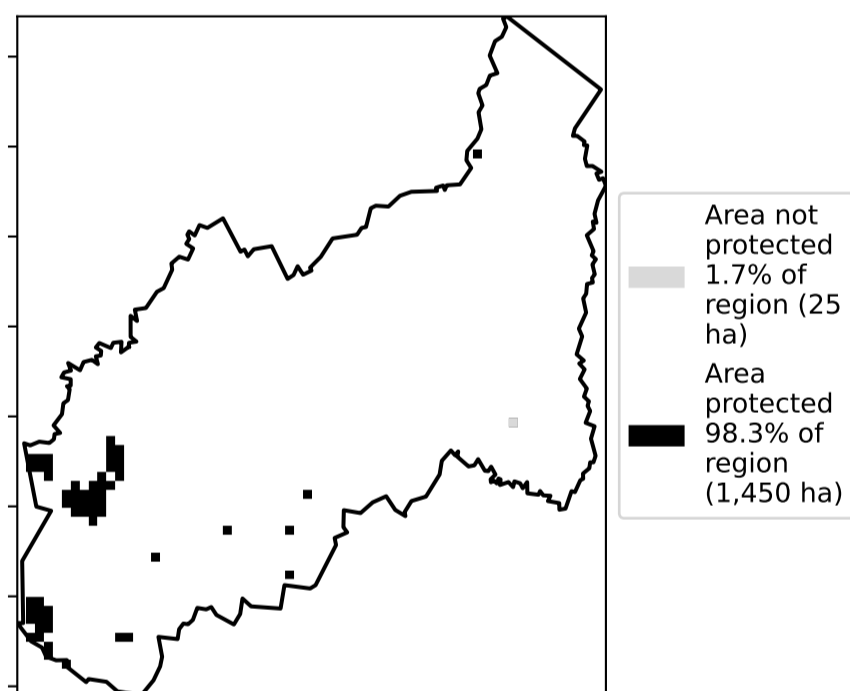 Area not
protected
1.7% of
region (25
ha)
Area
protected
98.3% of
region
(1,450 ha)